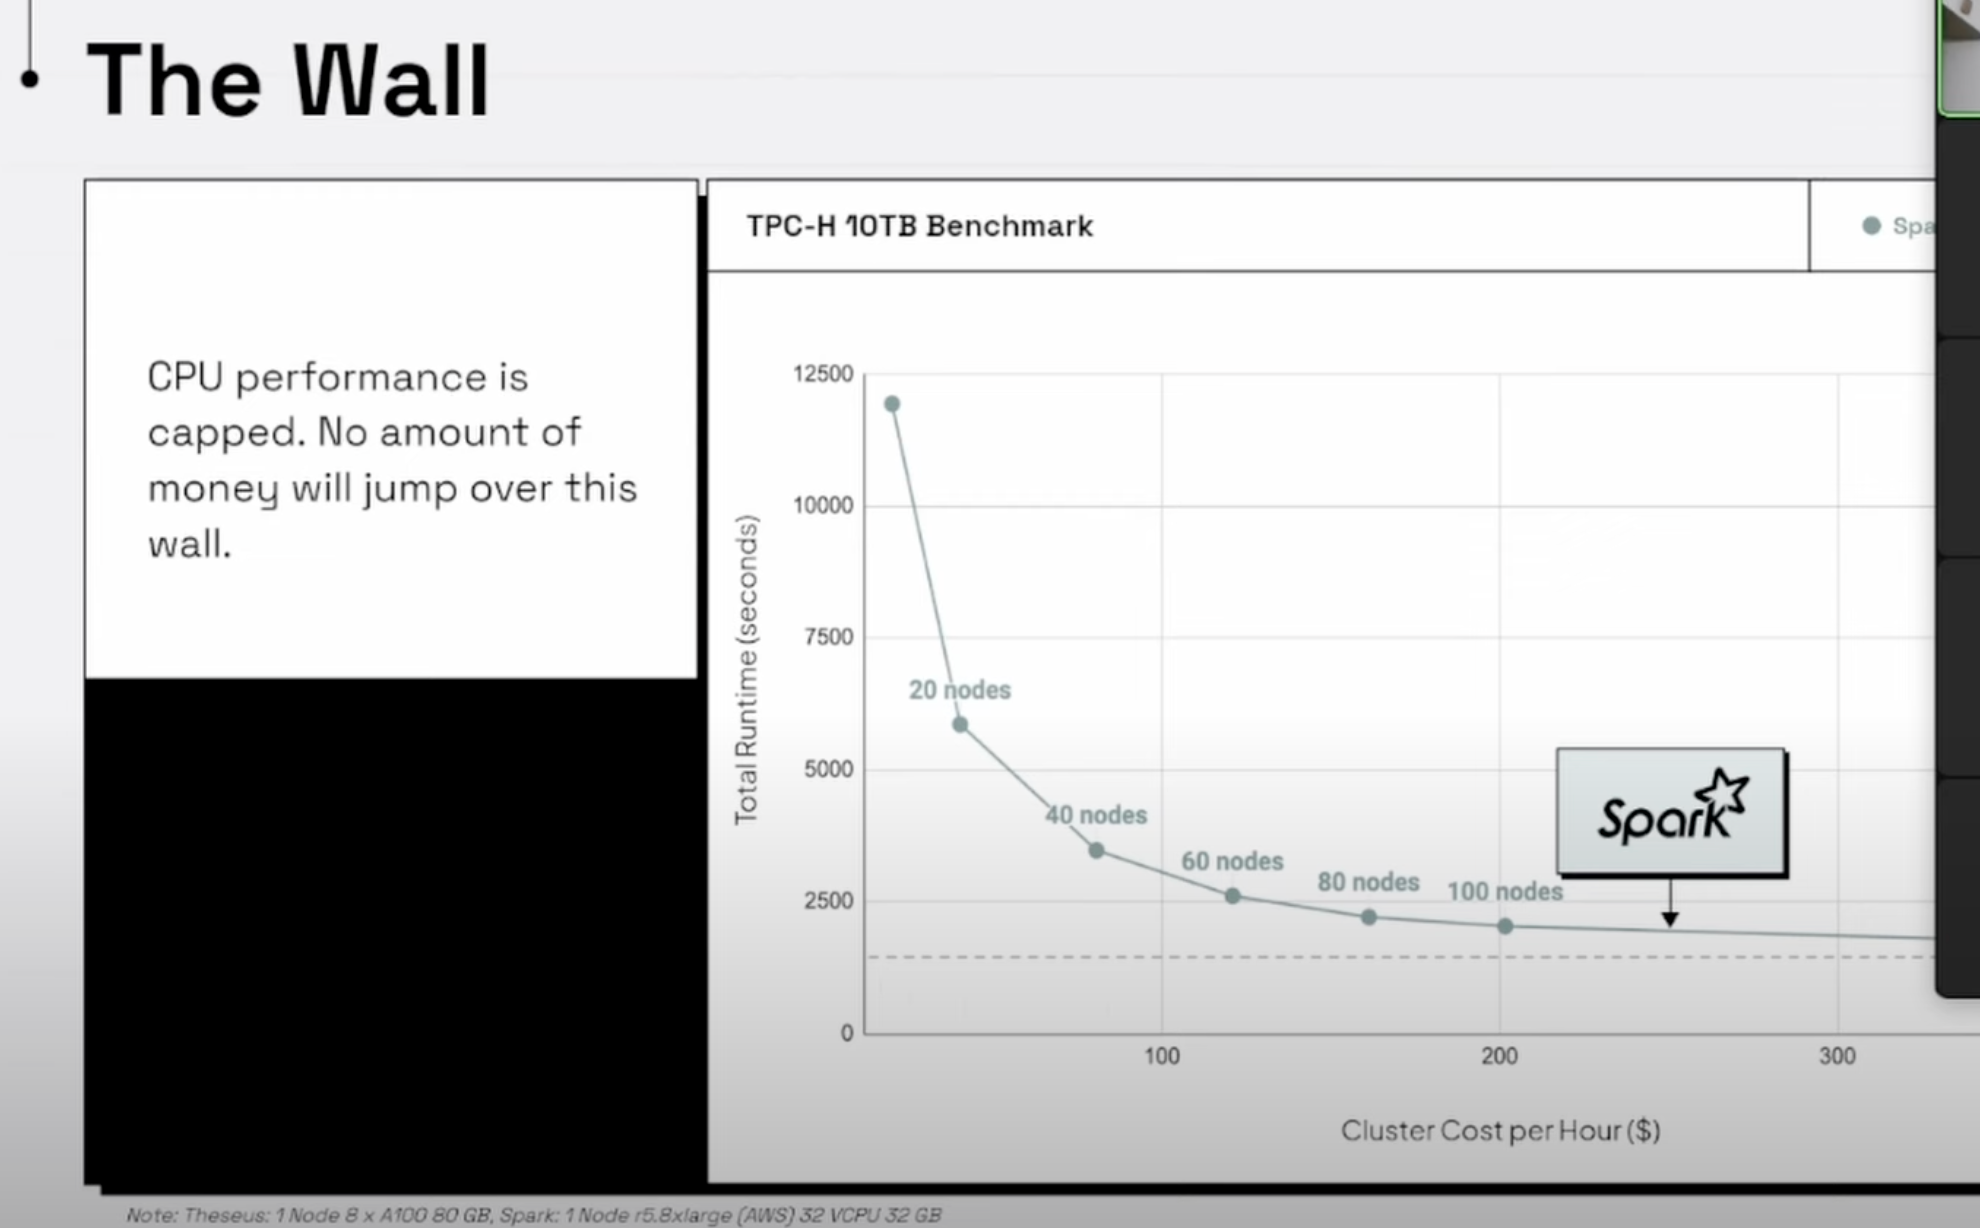 The Wall
CPU performance is
capped. No amount of
money will jump over this
wall.
TPC-H 10TB Benchmark
Total Runtime (seconds)
12500
10000
7500
5000
2500
0
20 nodes
40 nodes
60 nodes
80 nodes
100 nodes
Spark
100
200
300
Cluster Cost per Hour ($)
Note: Theseus: 1 Node 8 x A100 80 GB, Spark: 1 Node r5.8xlarge (AWS) 32 VCPU 32 GB